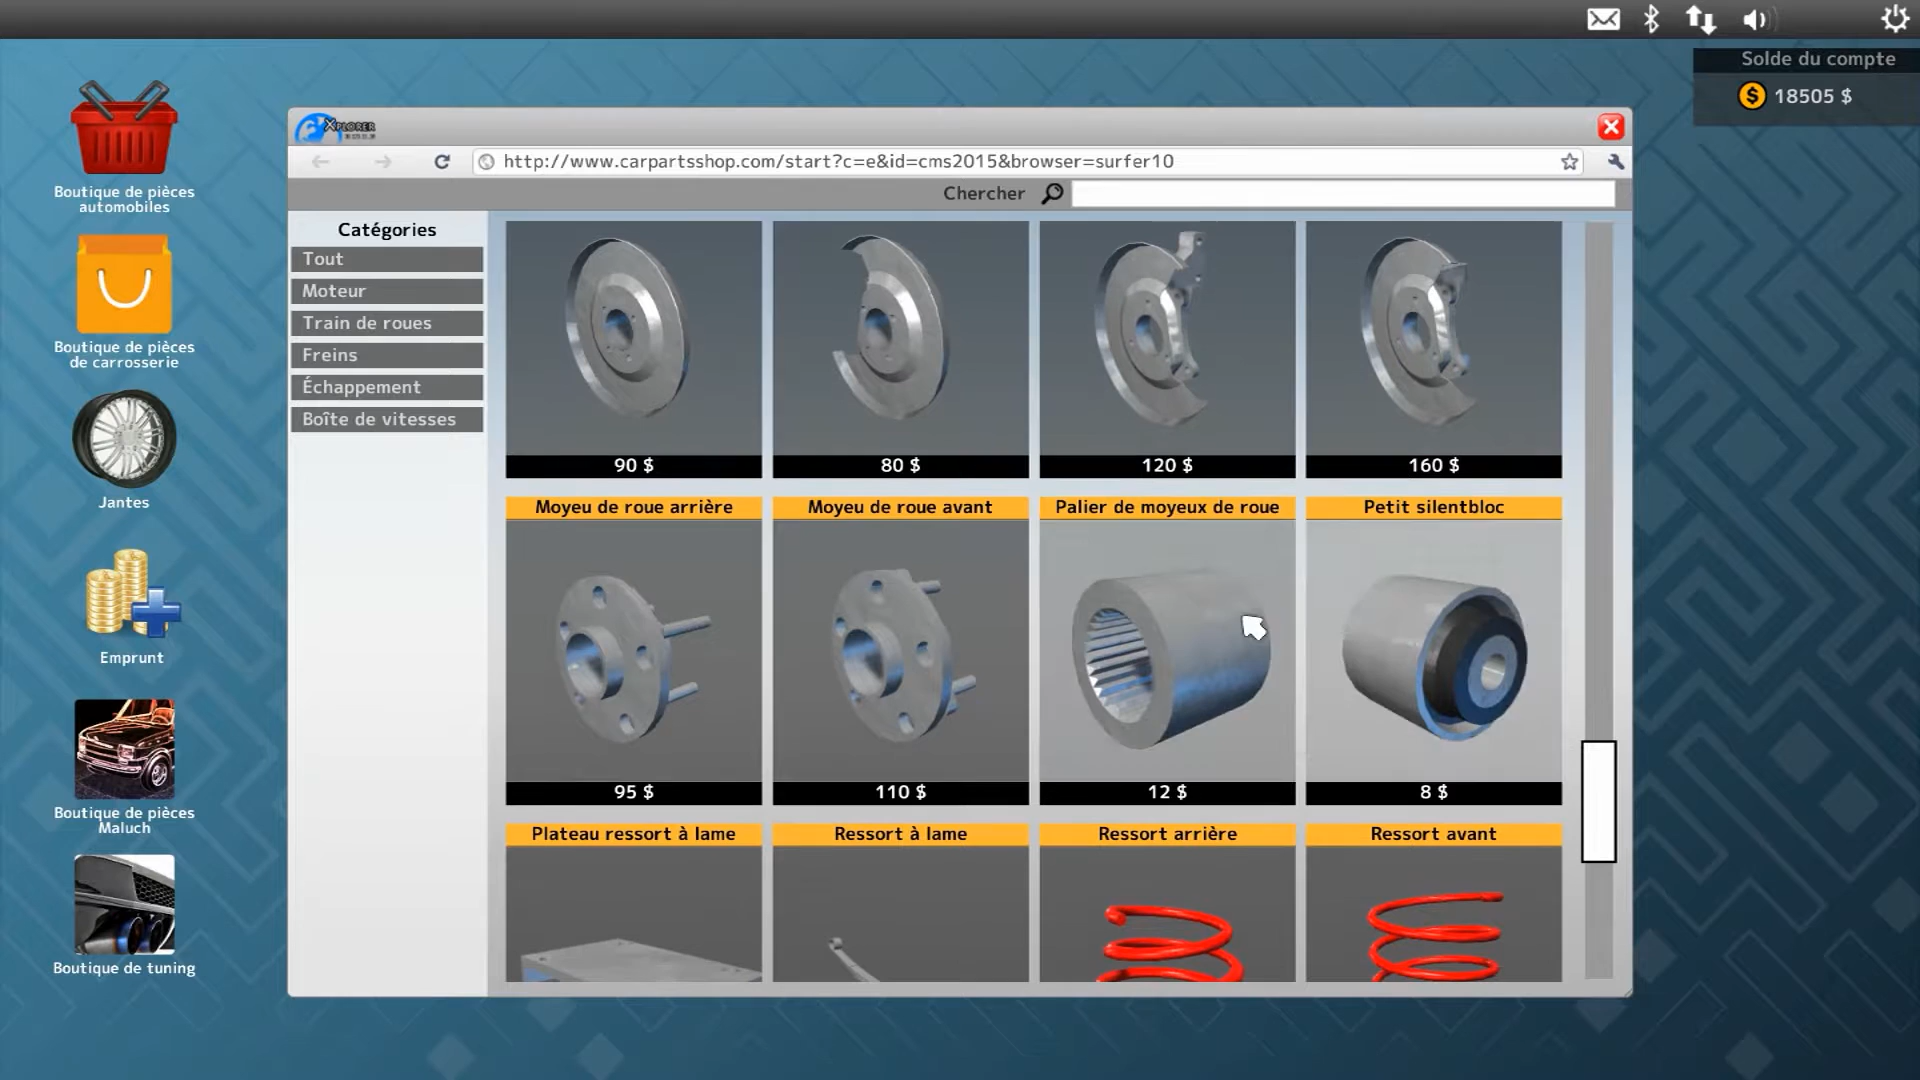 Solde du compte
18505 $
Boutique de pièces
automobiles
Boutique de pièces
de carrosserie
Jantes
Emprunt
Boutique de pièces
Maluch
Boutique de tuning
XPLORER
http://www.carpartsshop.com/start?c=e&id=cms2015&browser=surfer10
Chercher
Catégories
Tout
Moteur
Train de roues
Freins
Échappement
Boîte de vitesses
90 $
80 $
120 $
160 $
Moyeu de roue arrière
Moyeu de roue avant
Palier de moyeux de roue
Petit silentbloc
95 $
110 $
12 $
8 $
Plateau ressort à lame
Ressort à lame
Ressort arrière
Ressort avant